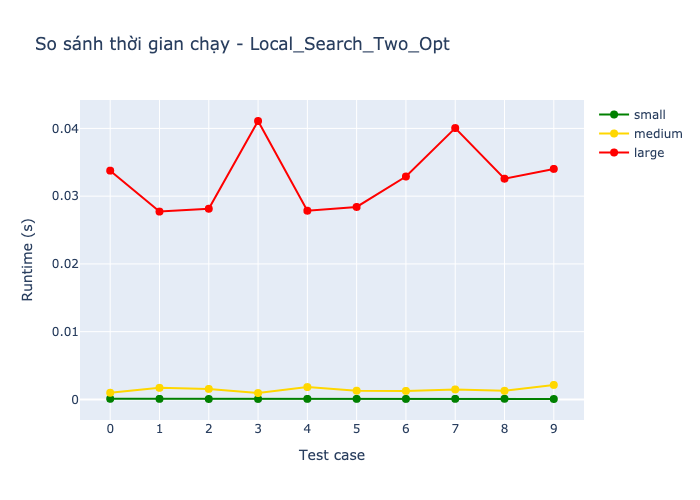 So sánh thời gian chạy - Local_Search_Two_Opt
small
medium
large
Runtime (s)
0.04
0.03
0.02
0.01
0
0 1 2 3 4 5 6 7 8 9
Test case